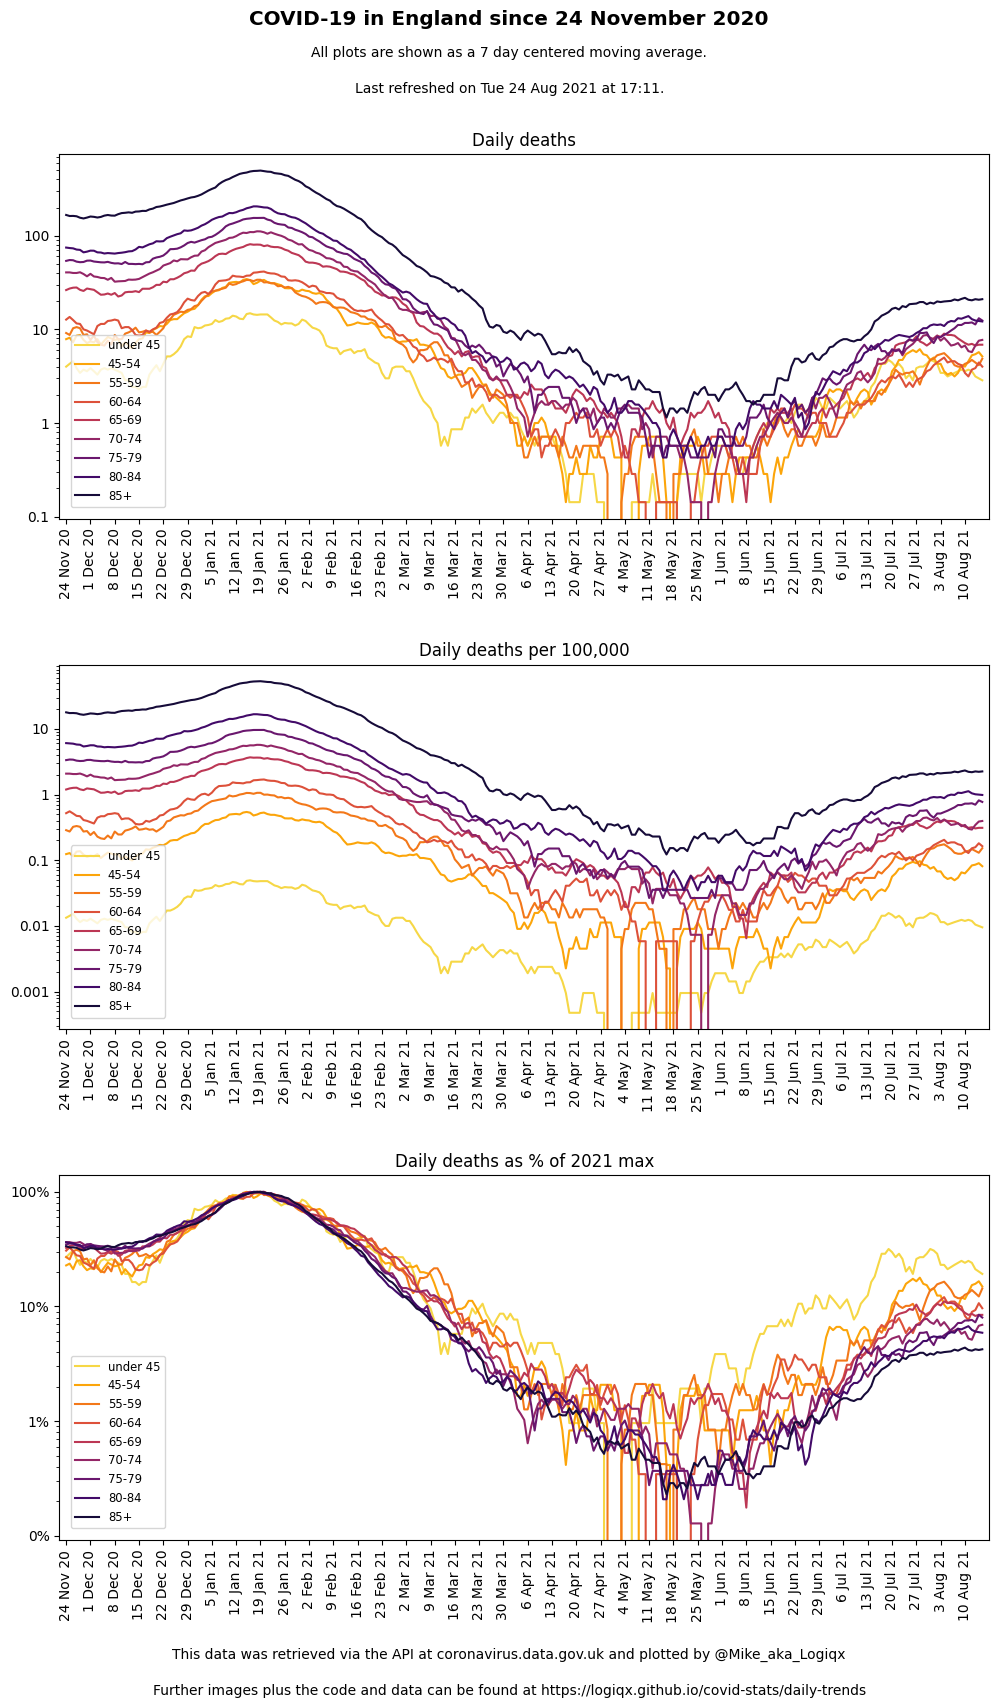 COVID-19 in England since 24 November 2020
All plots are shown as a 7 day centered moving average.
Last refreshed on Tue 24 Aug 2021 at 17:11.
Daily deaths
100
10
1
0.1
under 45
45-54
55-59
60-64
65-69
70-74
75-79
80-84
85+
24 Nov 20
1 Dec 20
8 Dec 20
15 Dec 20
22 Dec 20
29 Dec 20
5 Jan 21
12 Jan 21
19 Jan 21
26 Jan 21
2 Feb 21
9 Feb 21
16 Feb 21
23 Feb 21
2 Mar 21
9 Mar 21
16 Mar 21
23 Mar 21
30 Mar 21
6 Apr 21
13 Apr 21
20 Apr 21
27 Apr 21
4 May 21
11 May 21
18 May 21
25 May 21
1 Jun 21
8 Jun 21
15 Jun 21
22 Jun 21
29 Jun 21
6 Jul 21
13 Jul 21
20 Jul 21
27 Jul 21
3 Aug 21
10 Aug 21
Daily deaths per 100,000
10
1
0.1
0.01
0.001
under 45
45-54
55-59
60-64
65-69
70-74
75-79
80-84
85+
24 Nov 20
1 Dec 20
8 Dec 20
15 Dec 20
22 Dec 20
29 Dec 20
5 Jan 21
12 Jan 21
19 Jan 21
26 Jan 21
2 Feb 21
9 Feb 21
16 Feb 21
23 Feb 21
2 Mar 21
9 Mar 21
16 Mar 21
23 Mar 21
30 Mar 21
6 Apr 21
13 Apr 21
20 Apr 21
27 Apr 21
4 May 21
11 May 21
18 May 21
25 May 21
1 Jun 21
8 Jun 21
15 Jun 21
22 Jun 21
29 Jun 21
6 Jul 21
13 Jul 21
20 Jul 21
27 Jul 21
3 Aug 21
10 Aug 21
Daily deaths as % of 2021 max
100%
10%
1%
0%
under 45
45-54
55-59
60-64
65-69
70-74
75-79
80-84
85+
24 Nov 20
1 Dec 20
8 Dec 20
15 Dec 20
22 Dec 20
29 Dec 20
5 Jan 21
12 Jan 21
19 Jan 21
26 Jan 21
2 Feb 21
9 Feb 21
16 Feb 21
23 Feb 21
2 Mar 21
9 Mar 21
16 Mar 21
23 Mar 21
30 Mar 21
6 Apr 21
13 Apr 21
20 Apr 21
27 Apr 21
4 May 21
11 May 21
18 May 21
25 May 21
1 Jun 21
8 Jun 21
15 Jun 21
22 Jun 21
29 Jun 21
6 Jul 21
13 Jul 21
20 Jul 21
27 Jul 21
3 Aug 21
10 Aug 21
This data was retrieved via the API at coronavirus.data.gov.uk and plotted by @Mike_aka_Logiqx
Further images plus the code and data can be found at https://logiqx.github.io/covid-stats/daily-trends